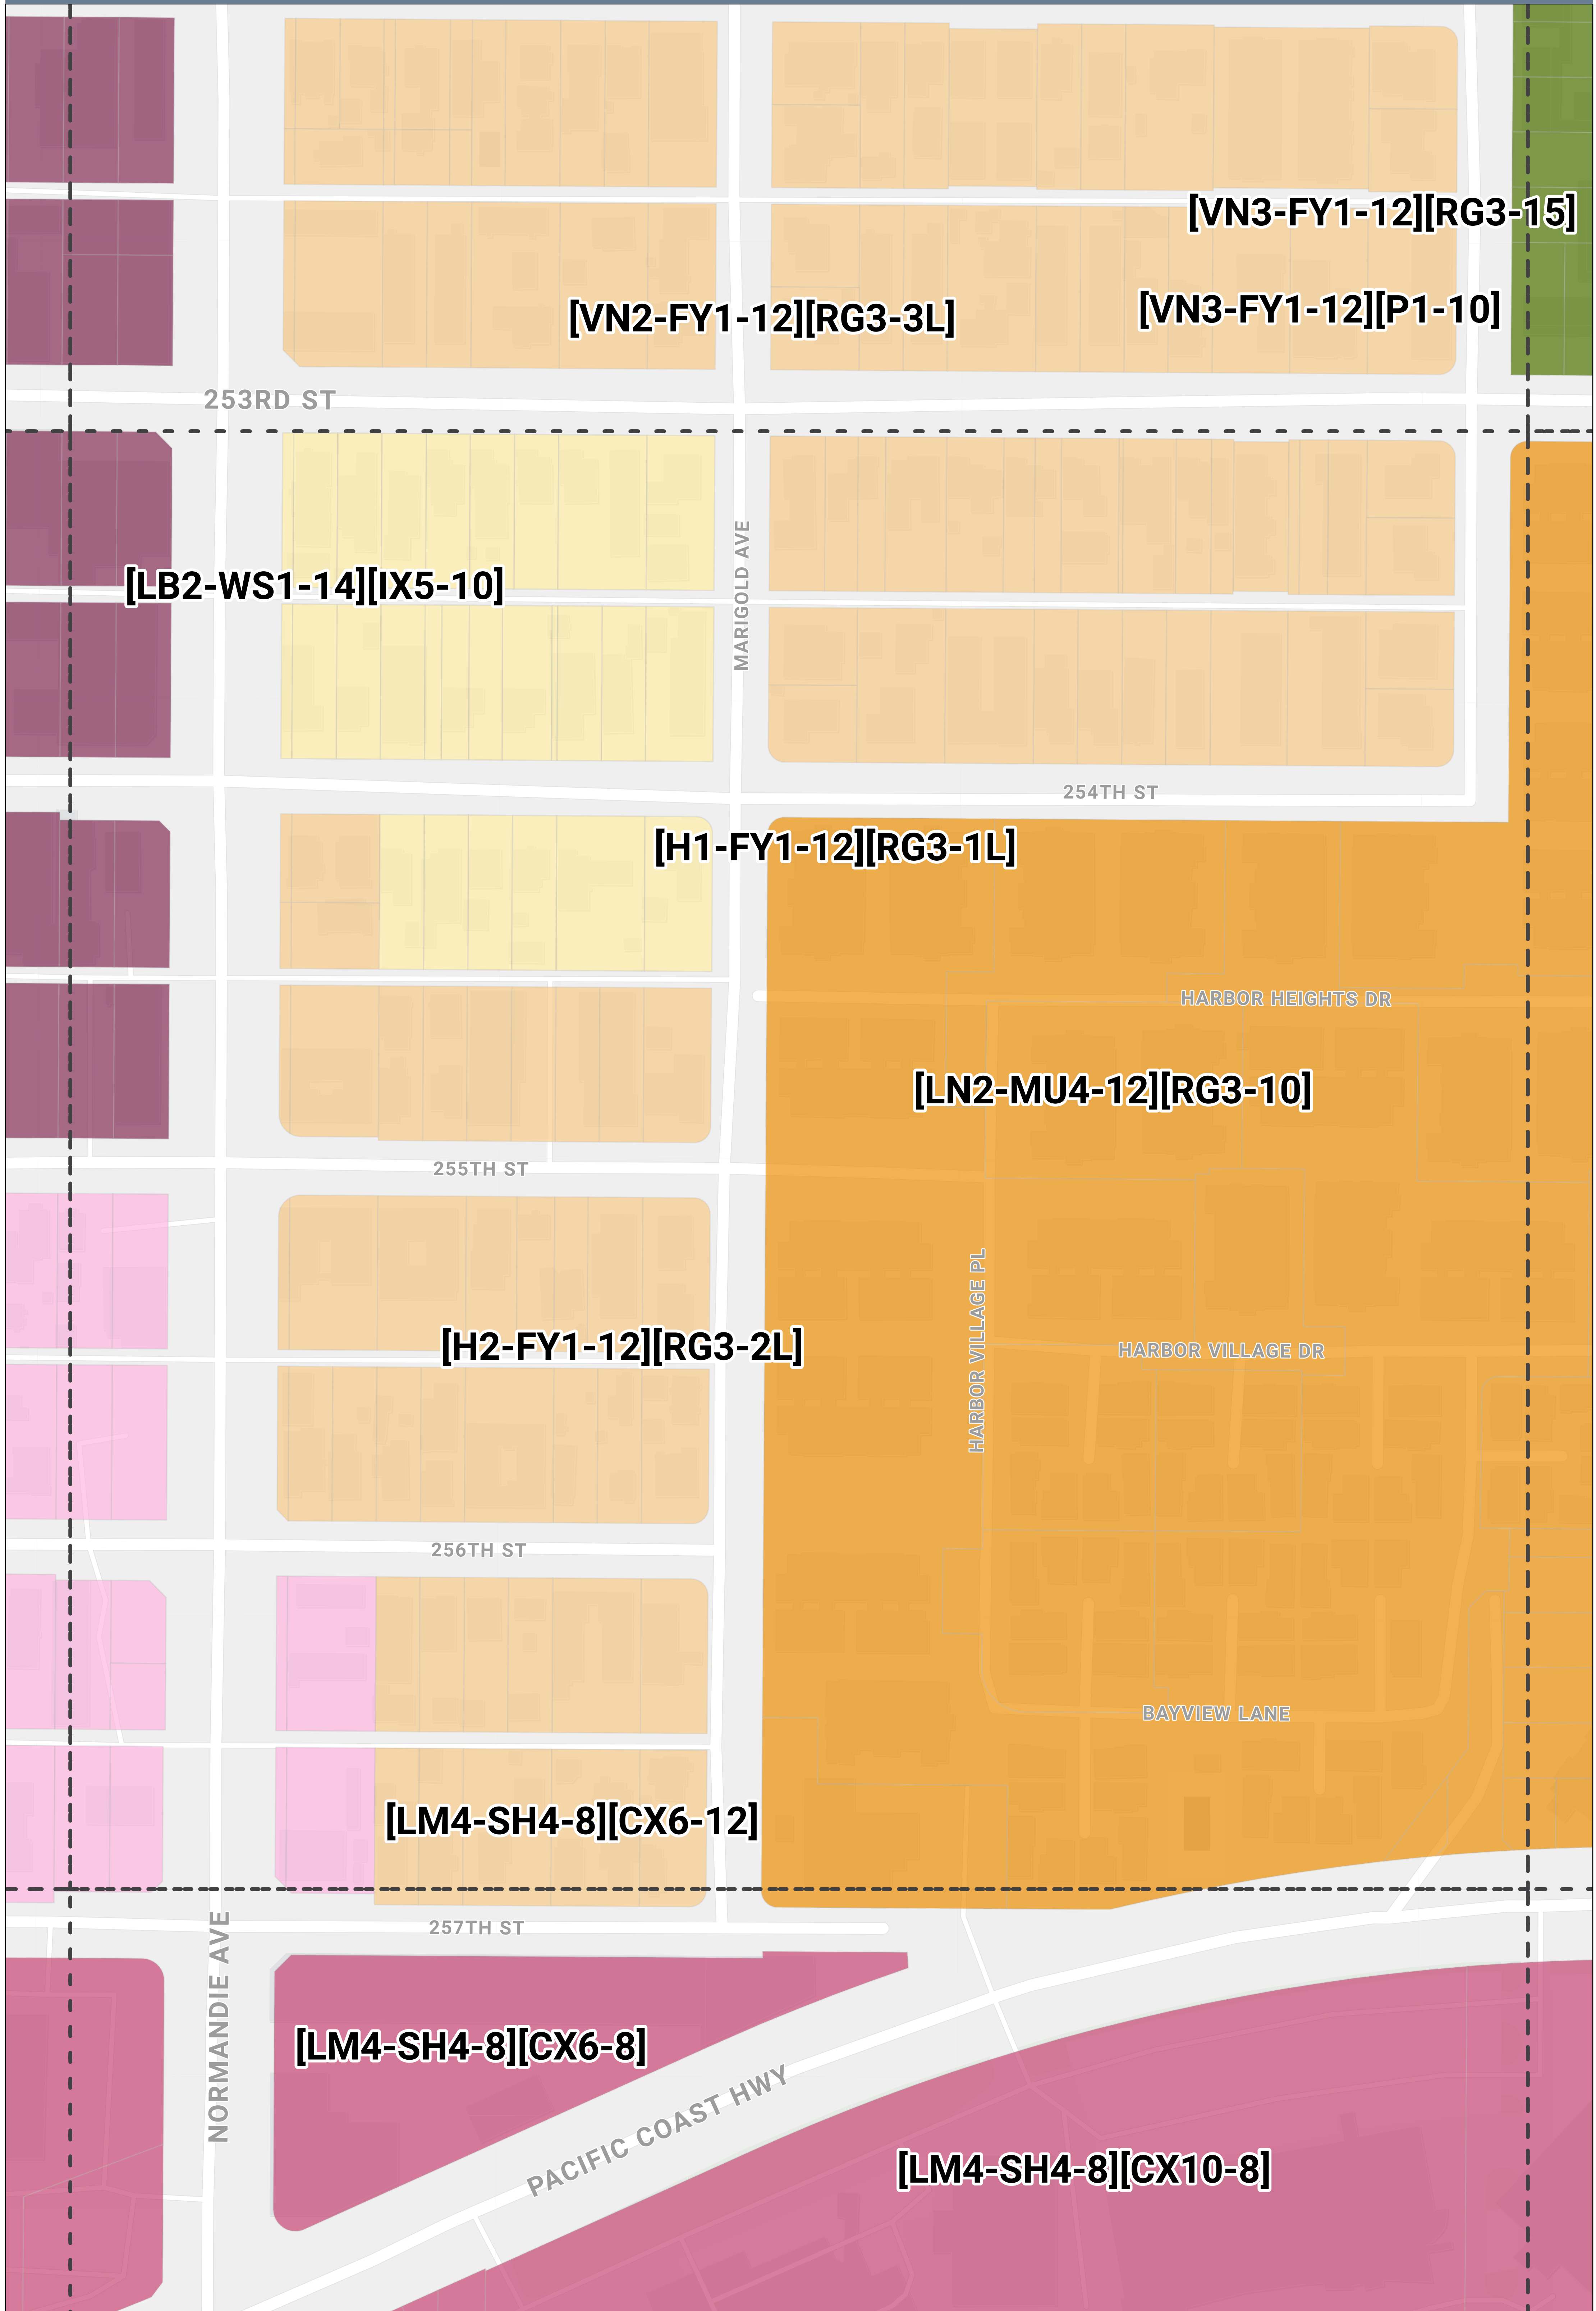 [VN3-FY1-12][RG3-15]
[VN2-FY1-12][RG3-3L]
[VN3-FY1-12][P1-10]
253RD ST
MARIGOLD AVE
[LB2-WS1-14][IX5-10]
254TH ST
[H1-FY1-12][RG3-1L]
HARBOR HEIGHTS DR
[LN2-MU4-12][RG3-10]
255TH ST
HARBOR VILLAGE PL
[H2-FY1-12][RG3-2L]
HARBOR VILLAGE DR
256TH ST
BAYVIEW LANE
[LM4-SH4-8][CX6-12]
257TH ST
NORMANDIE AVE
[LM4-SH4-8][CX6-8]
PACIFIC COAST HWY
[LM4-SH4-8][CX10-8]